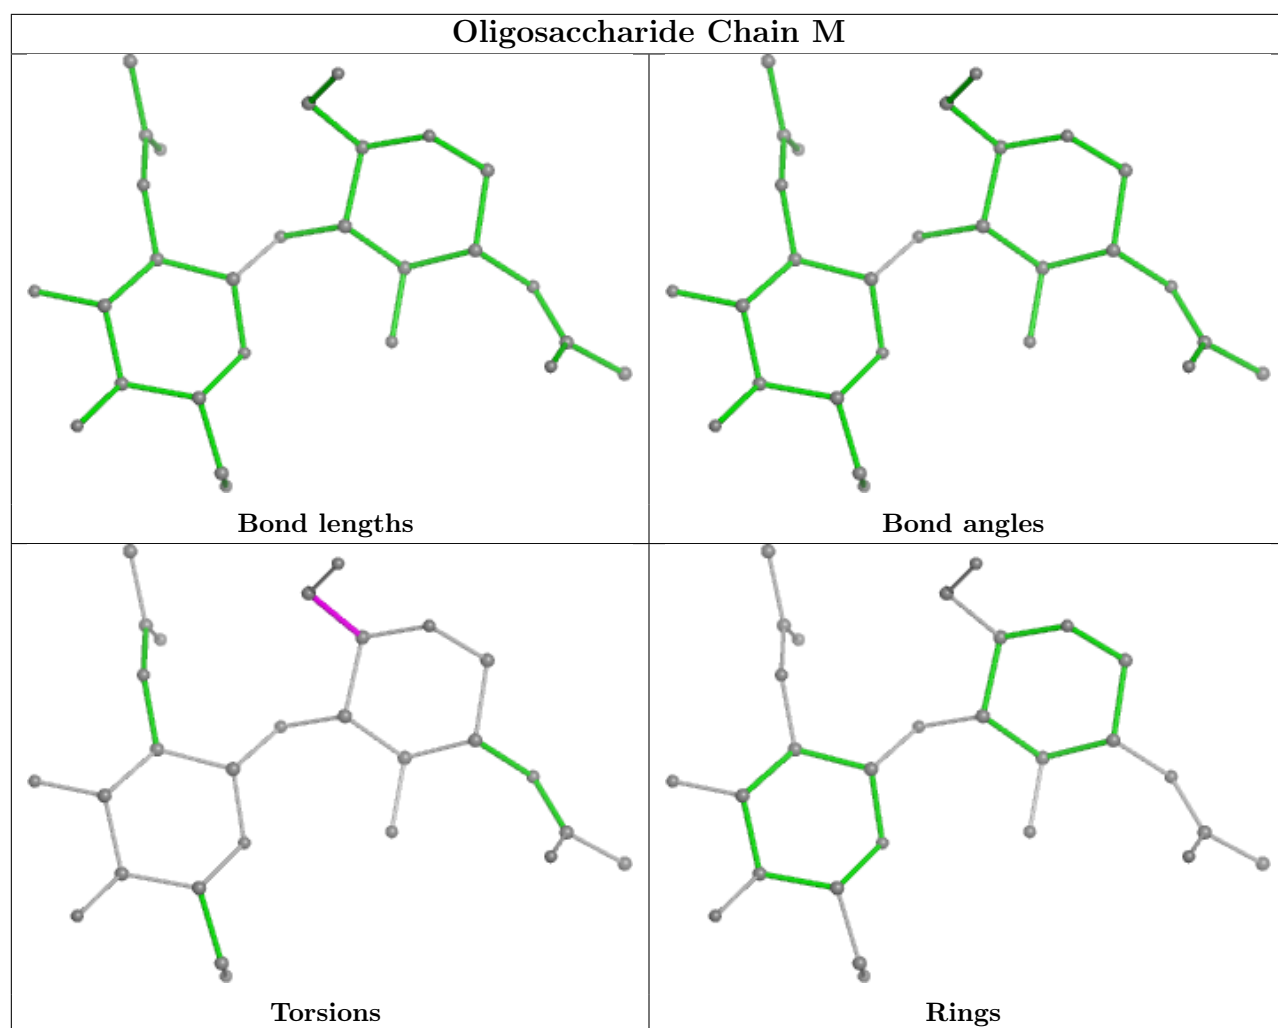 Oligosaccharide Chain M
Bond lengths
Bond angles
Torsions
Rings